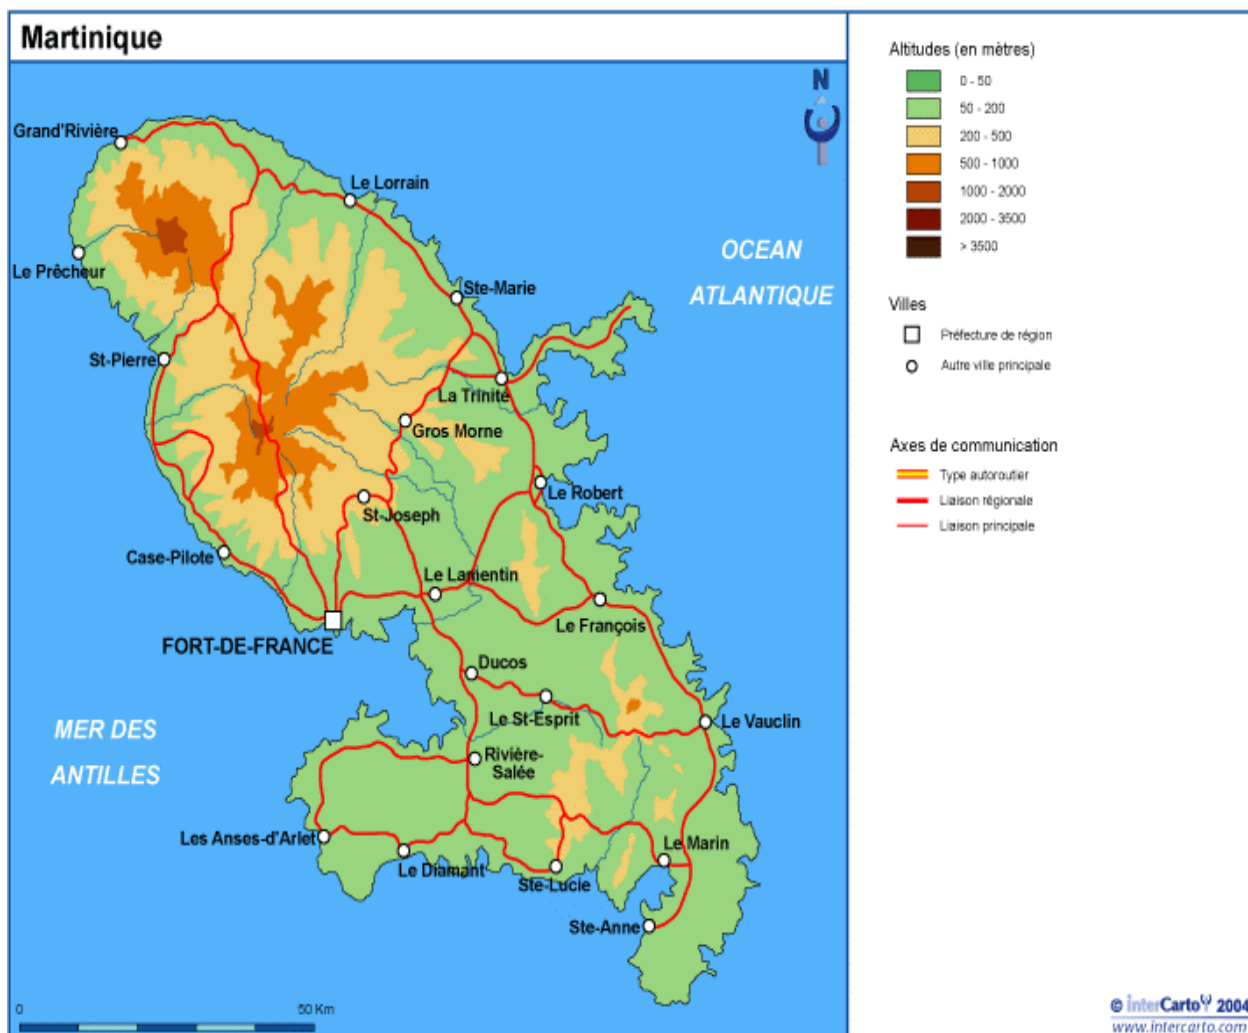 Martinique
N
Grand'Rivière
Le Lorrain
Le Prêcheur
OCEAN
ATLANTIQUE
Ste-Marie
St-Pierre
La Trinité
Gros Morne
Le Robert
St-Joseph
Case-Pilote
Le Lamentin
Le François
FORT-DE-FRANCE
Ducos
Le St-Esprit
Le Vauclin
MER DES
ANTILLES
Rivière-
Salée
Les Anses-d'Arlet
Le Diamant
Le Marin
Ste-Lucie
Ste-Anne
0 50 Km
Altitudes (en mètres)
0 - 50
50 - 200
200 - 500
500 - 1000
1000 - 2000
2000 - 3500
> 3500
Villes
Préfecture de région
Autre ville principale
Axes de communication
Type autoroutier
Liaison régionale
Liaison principale
© interCarto 2004
www.intercarto.com